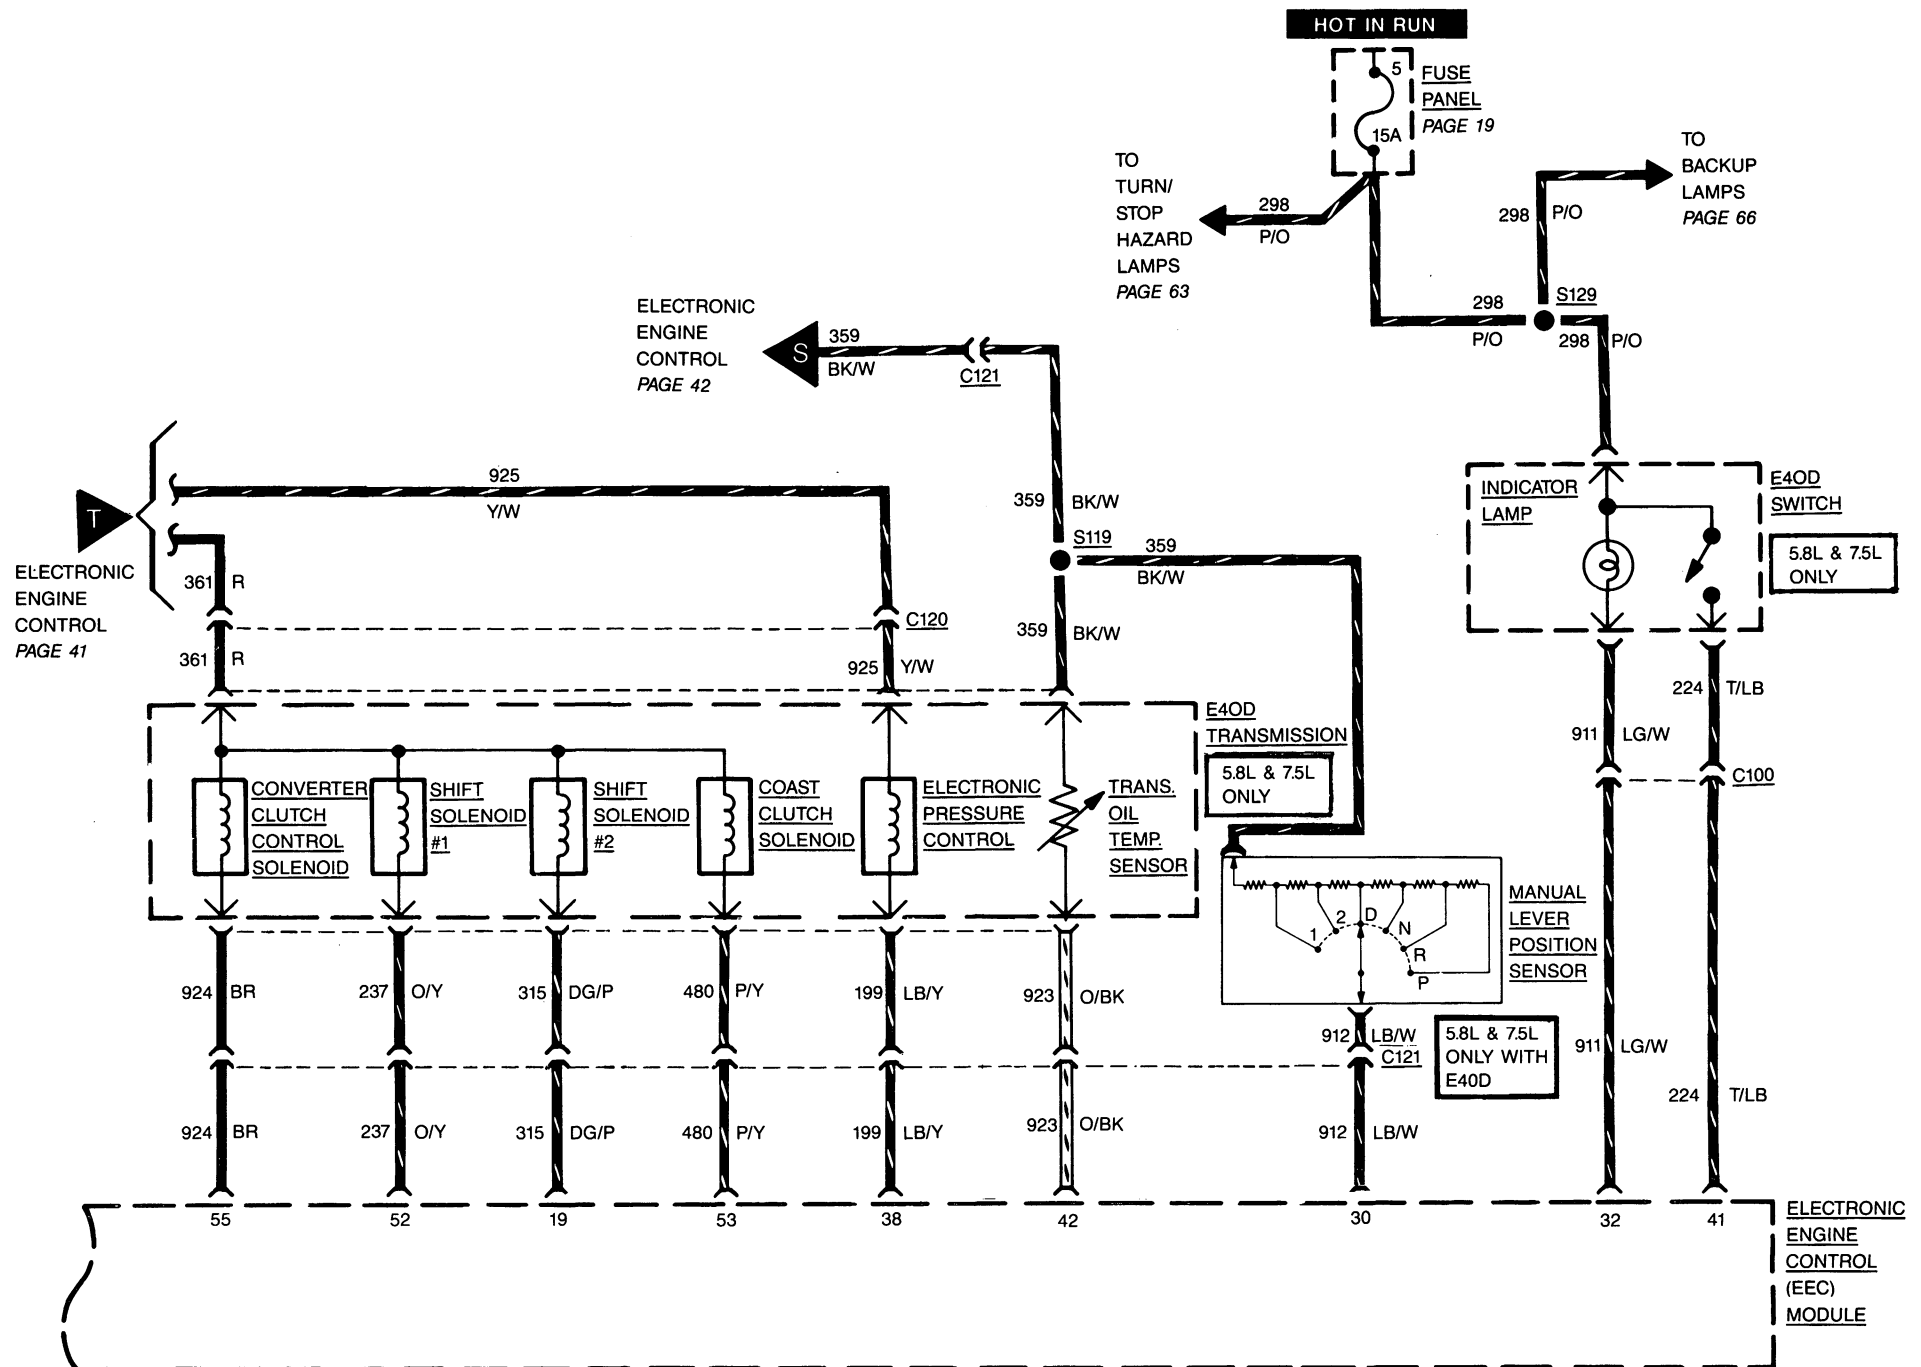 HOT IN RUN
5
15A
FUSE
PANEL
PAGE 19
TO
TURN/
STOP
HAZARD
LAMPS
PAGE 63
298
P/O
TO
BACKUP
LAMPS
PAGE 66
298
P/O
S129
298
P/O
298
P/O
ELECTRONIC
ENGINE
CONTROL
PAGE 42
S
359
BK/W
C121
T
ELECTRONIC
ENGINE
CONTROL
PAGE 41
925
Y/W
361
R
C120
361
R
925
Y/W
359
BK/W
S119
359
BK/W
359
BK/W
INDICATOR
LAMP
E4OD
SWITCH
5.8L & 7.5L
ONLY
224
T/LB
911
LG/W
C100
E4OD
TRANSMISSION
5.8L & 7.5L
ONLY
CONVERTER
CLUTCH
CONTROL
SOLENOID
SHIFT
SOLENOID
#1
SHIFT
SOLENOID
#2
COAST
CLUTCH
SOLENOID
ELECTRONIC
PRESSURE
CONTROL
TRANS.
OIL
TEMP.
SENSOR
1
2
D
N
R
P
MANUAL
LEVER
POSITION
SENSOR
924
BR
237
O/Y
315
DG/P
480
P/Y
199
LB/Y
923
O/BK
912
LB/W
C121
5.8L & 7.5L
ONLY WITH
E40D
911
LG/W
224
T/LB
924
BR
237
O/Y
315
DG/P
480
P/Y
199
LB/Y
923
O/BK
912
LB/W
55
52
19
53
38
42
30
32
41
ELECTRONIC
ENGINE
CONTROL
(EEC)
MODULE